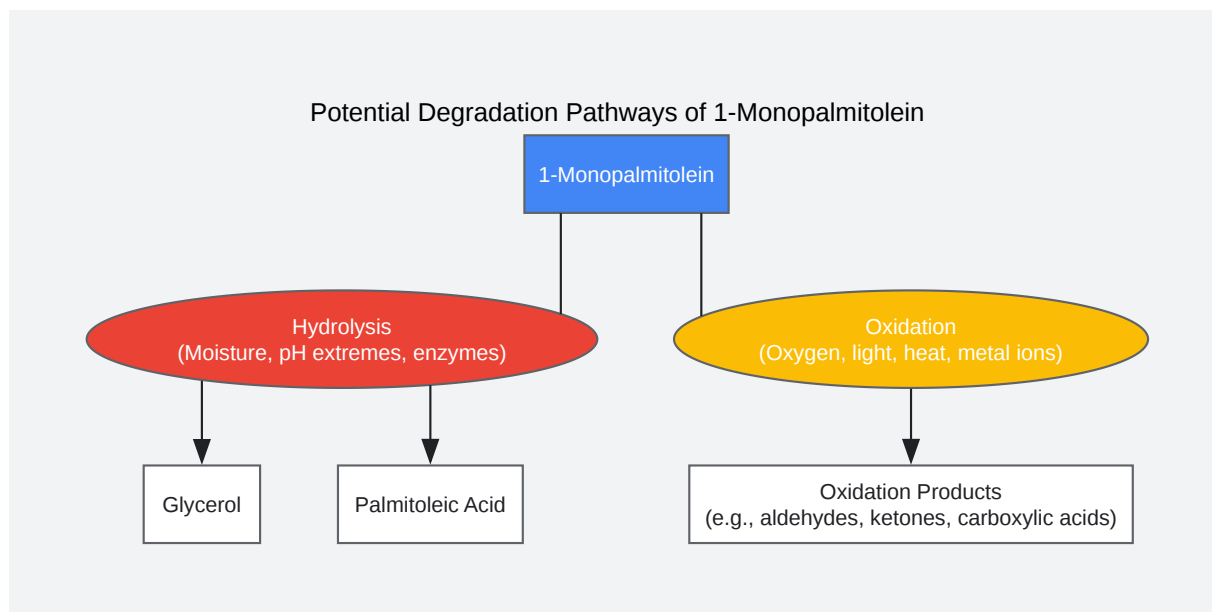 Potential Degradation Pathways of 1-Monopalmitolein
1-Monopalmitolein
Hydrolysis
(Moisture, pH extremes, enzymes)
Oxidation
(Oxygen, light, heat, metal ions)
Glycerol
Palmitoleic Acid
Oxidation Products
(e.g., aldehydes, ketones, carboxylic acids)